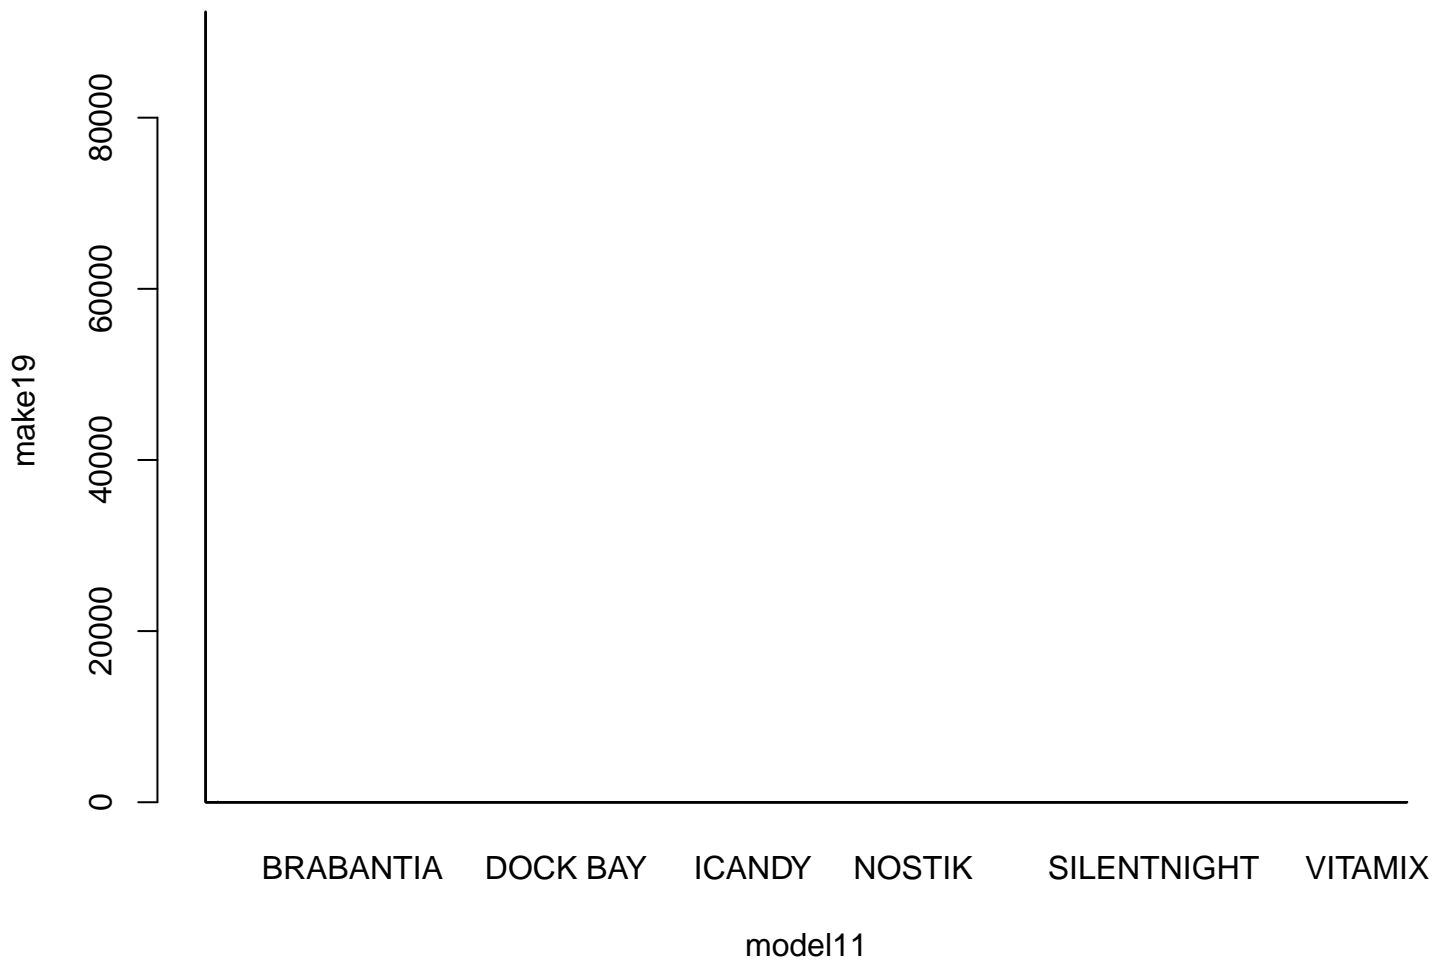 80000
60000
40000
20000
0
make19
BRABANTIA DOCK BAY ICANDY NOSTIK SILENTNIGHT VITAMIX
model11